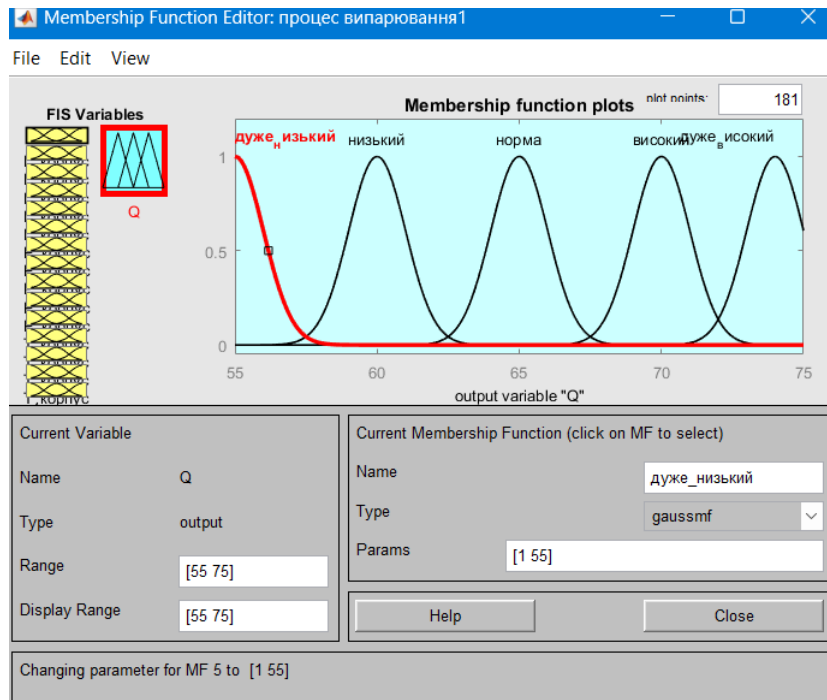 Membership Function Editor: процес випарювання1
File Edit View
FIS Variables
Q
Membership function plots
plot points:
181
дуже_низький
низький
норма
високий
дуже_високий
1
0.5
0
55
60
65
70
75
output variable "Q"
Current Variable
Name Q
Type output
Range [55 75]
Display Range [55 75]
Current Membership Function (click on MF to select)
Name дуже_низький
Type gaussmf
Params [1 55]
Help
Close
Changing parameter for MF 5 to [1 55]